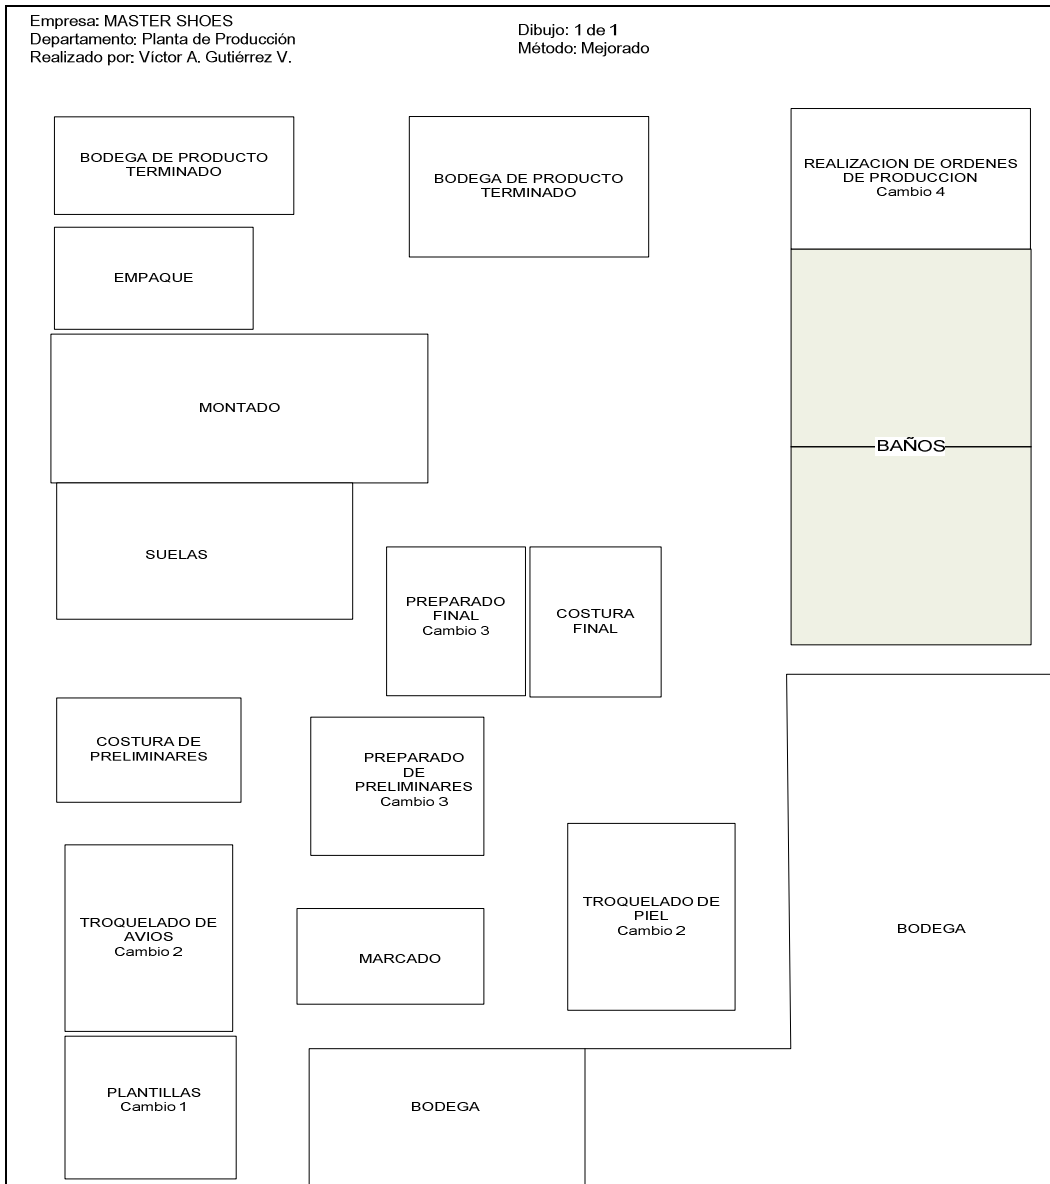 Empresa: MASTER SHOES
Departamento: Planta de Producción
Realizado por: Víctor A. Gutiérrez V.
Dibujo: 1 de 1
Método: Mejorado
BODEGA DE PRODUCTO
TERMINADO
BODEGA DE PRODUCTO
TERMINADO
REALIZACION DE ORDENES
DE PRODUCCION
Cambio 4
EMPAQUE
MONTADO
BAÑOS
SUELAS
PREPARADO
FINAL
Cambio 3
COSTURA
FINAL
COSTURA DE
PRELIMINARES
PREPARADO
DE
PRELIMINARES
Cambio 3
TROQUELADO DE
AVIOS
Cambio 2
MARCADO
TROQUELADO DE
PIEL
Cambio 2
BODEGA
PLANTILLAS
Cambio 1
BODEGA